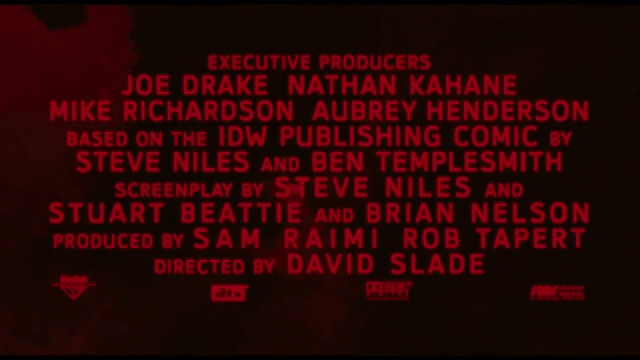 EXECUTIVE PRODUCERS
JOE DRAKE NATHAN KAHANE
MIKE RICHARDSON AUBREY HENDERSON
BASED ON THE IDW PUBLISHING COMIC BY
STEVE NILES AND BEN TEMPLESMITH
SCREENPLAY BY STEVE NILES AND
STUART BEATTIE AND BRIAN NELSON
PRODUCED BY SAM RAIMI ROB TAPERT
DIRECTED BY DAVID SLADE
dts